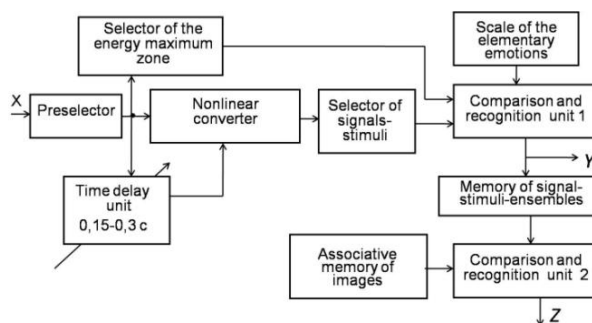 Selector of the
energy maximum
zone
Scale of the
elementary
emotions
X
Preselector
Nonlinear
converter
Selector of
signals-
stimuli
Comparison and
recognition unit 1
Y
Time delay
unit
0,15-0,3 c
Memory of signal-
stimuli-ensembles
Associative
memory of
images
Comparison and
recognition unit 2
Z